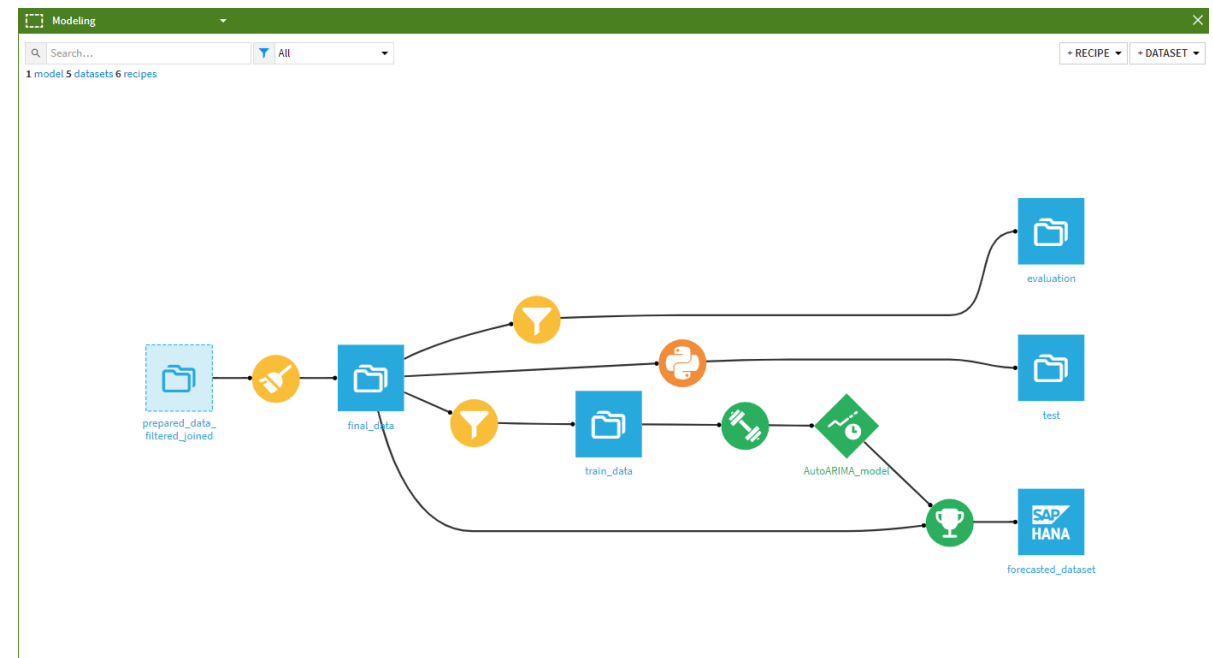 Modeling
Search...
All
+ RECIPE
+ DATASET
1 model 5 datasets 6 recipes
evaluation
prepared_data_
filtered_joined
final_data
test
train_data
AutoARIMA_model
SAP
HANA
forecasted_dataset